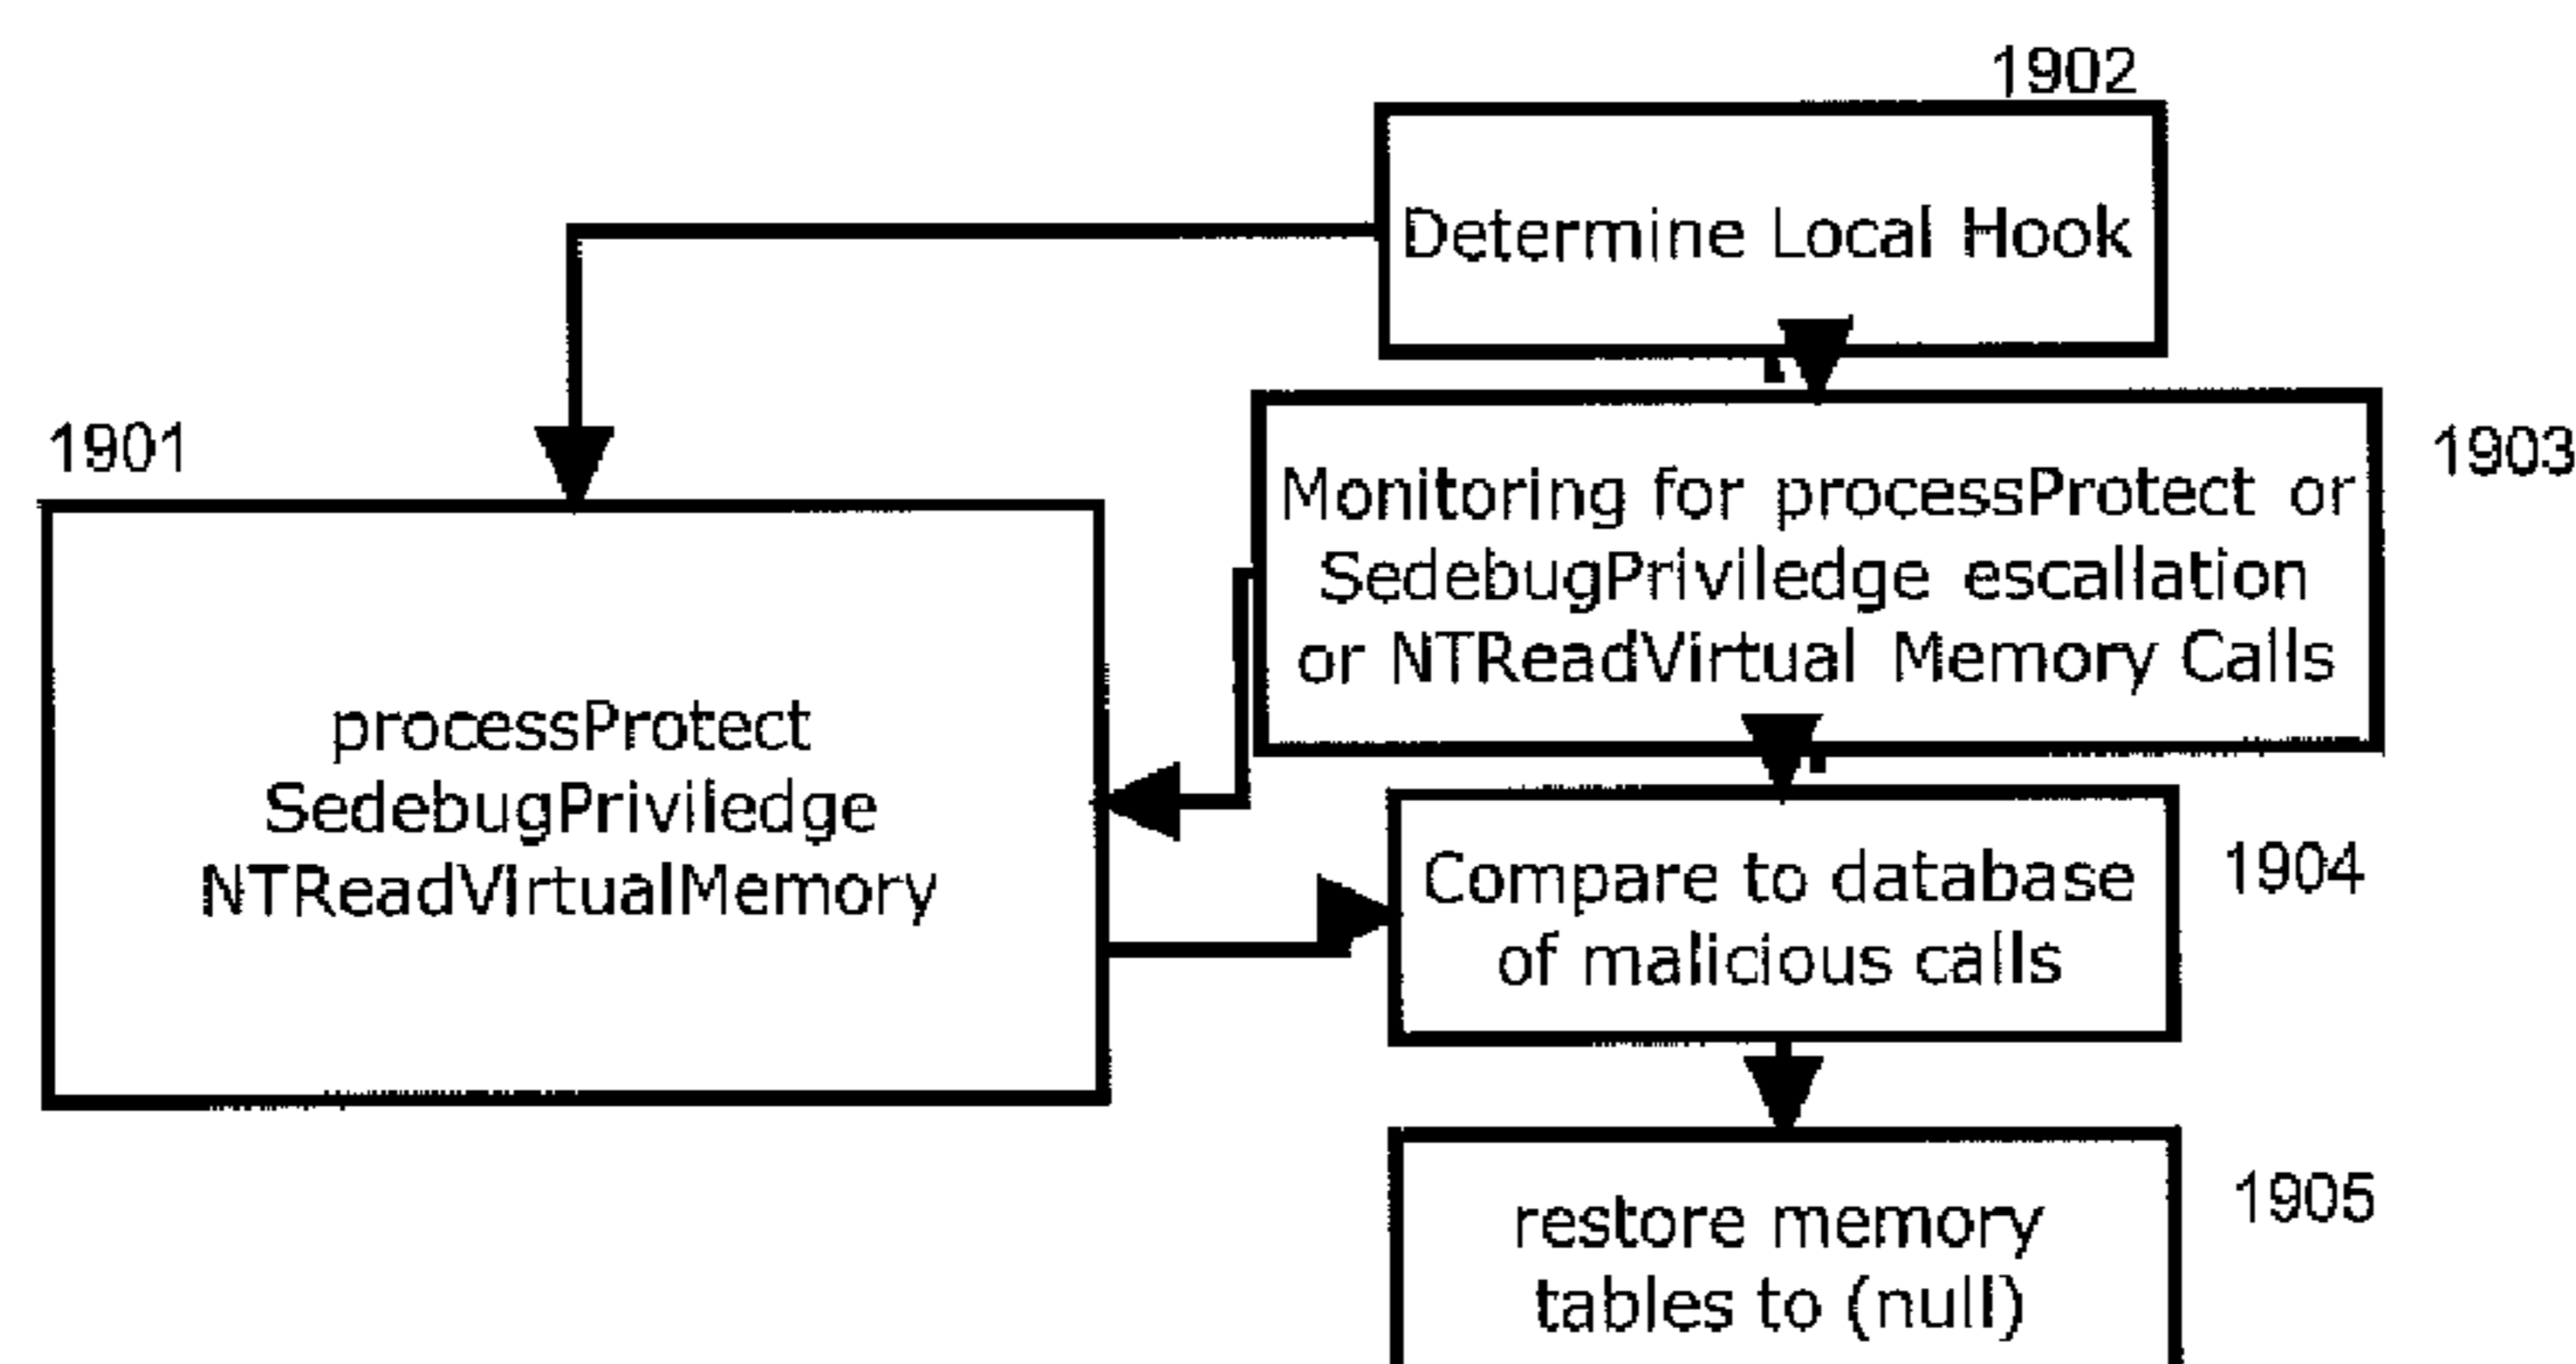 1902
Determine Local Hook
1901
1903
Monitoring for processProtect or
SedebugPriviledge escallation
or NTReadVirtual Memory Calls
processProtect
SedebugPriviledge
NTReadVIrtualMemory
1904
Compare to database
of malicious calls
1905
restore memory
tables to (null)